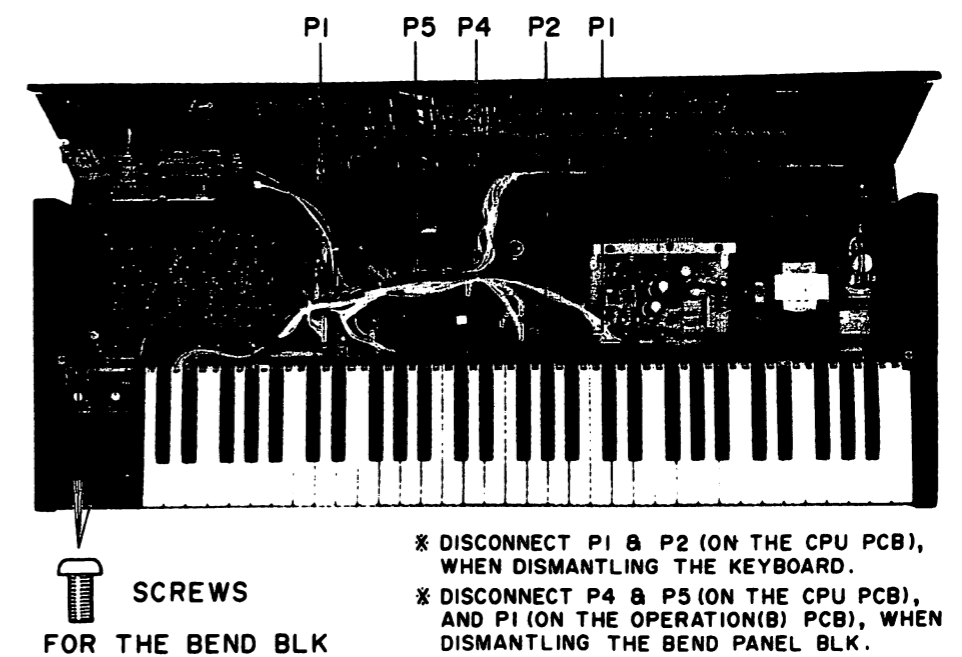 P1 P5 P4 P2 P1
SCREWS
FOR THE BEND BLK
※ DISCONNECT P1 & P2 (ON THE CPU PCB),
WHEN DISMANTLING THE KEYBOARD.
※ DISCONNECT P4 & P5 (ON THE CPU PCB),
AND P1 (ON THE OPERATION(B) PCB), WHEN
DISMANTLING THE BEND PANEL BLK.